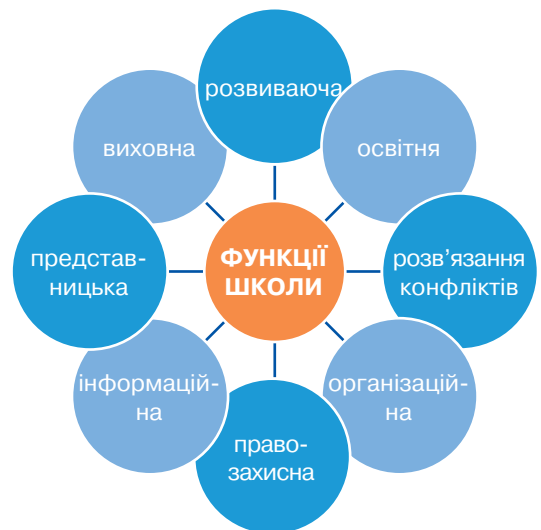 розвиваюча
виховна
освітня
представ-
ницька
ФУНКЦІЇ
ШКОЛИ
розв’язання
конфліктів
інформацій-
на
організацій-
на
право-
захисна